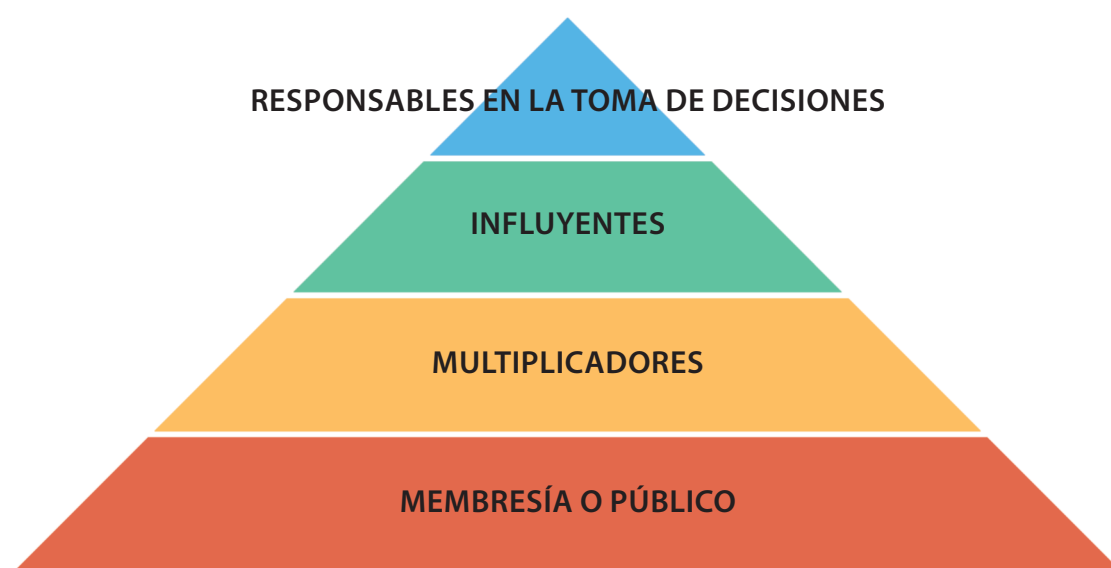 RESPONSABLES EN LA TOMA DE DECISIONES
INFLUYENTES
MULTIPLICADORES
MEMBRESÍA O PÚBLICO